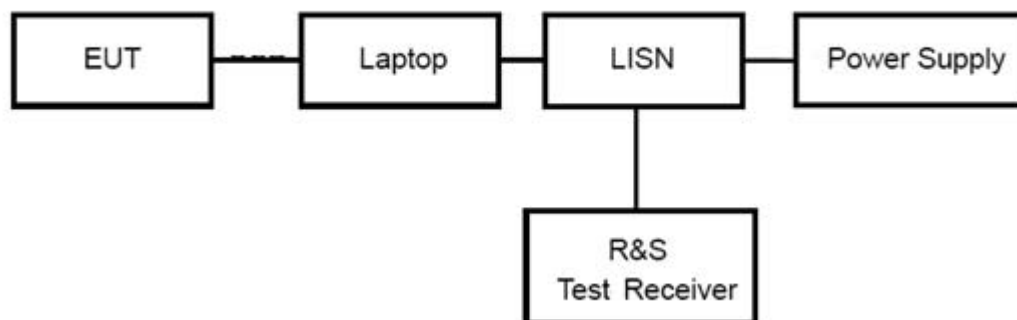 EUT
Laptop
LISN
Power Supply
R&S
Test Receiver